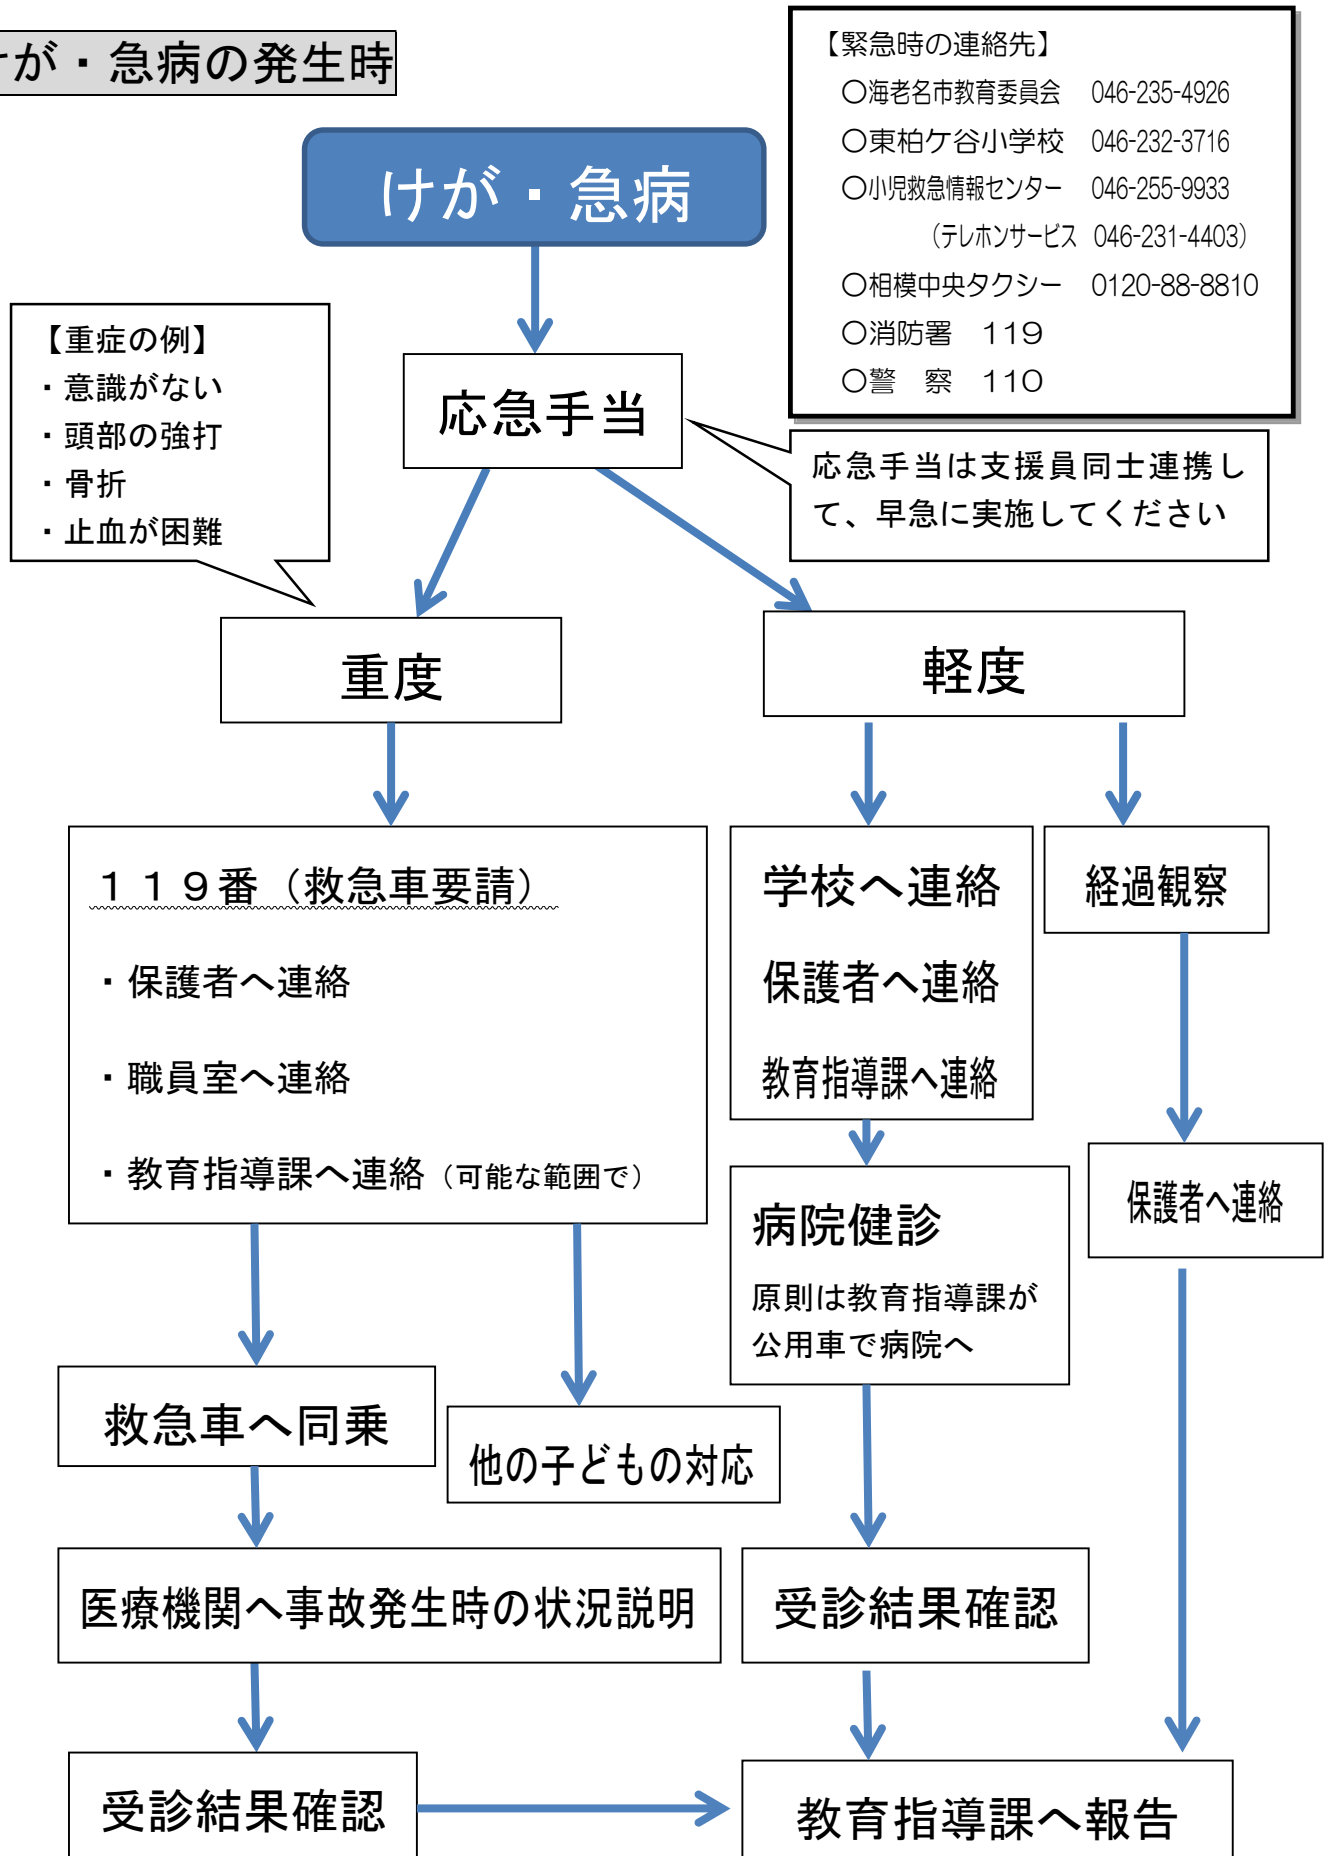 けが・急病の発生時
【緊急時の連絡先】
〇海老名市教育委員会 046-235-4926
〇東柏ケ谷小学校 046-232-3716
〇小児救急情報センター 046-255-9933
（テレホンサービス 046-231-4403）
〇相模中央タクシー 0120-88-8810
〇消防署 119
〇警 察 110
けが・急病
【重症の例】
・意識がない
・頭部の強打
・骨折
・止血が困難
応急手当
応急手当は支援員同士連携し
て、早急に実施してください
重度
軽度
１１９番（救急車要請）
・保護者へ連絡
・職員室へ連絡
・教育指導課へ連絡（可能な範囲で）
学校へ連絡
保護者へ連絡
教育指導課へ連絡
経過観察
病院健診
原則は教育指導課が
公用車で病院へ
保護者へ連絡
救急車へ同乗
他の子どもの対応
医療機関へ事故発生時の状況説明
受診結果確認
受診結果確認
教育指導課へ報告